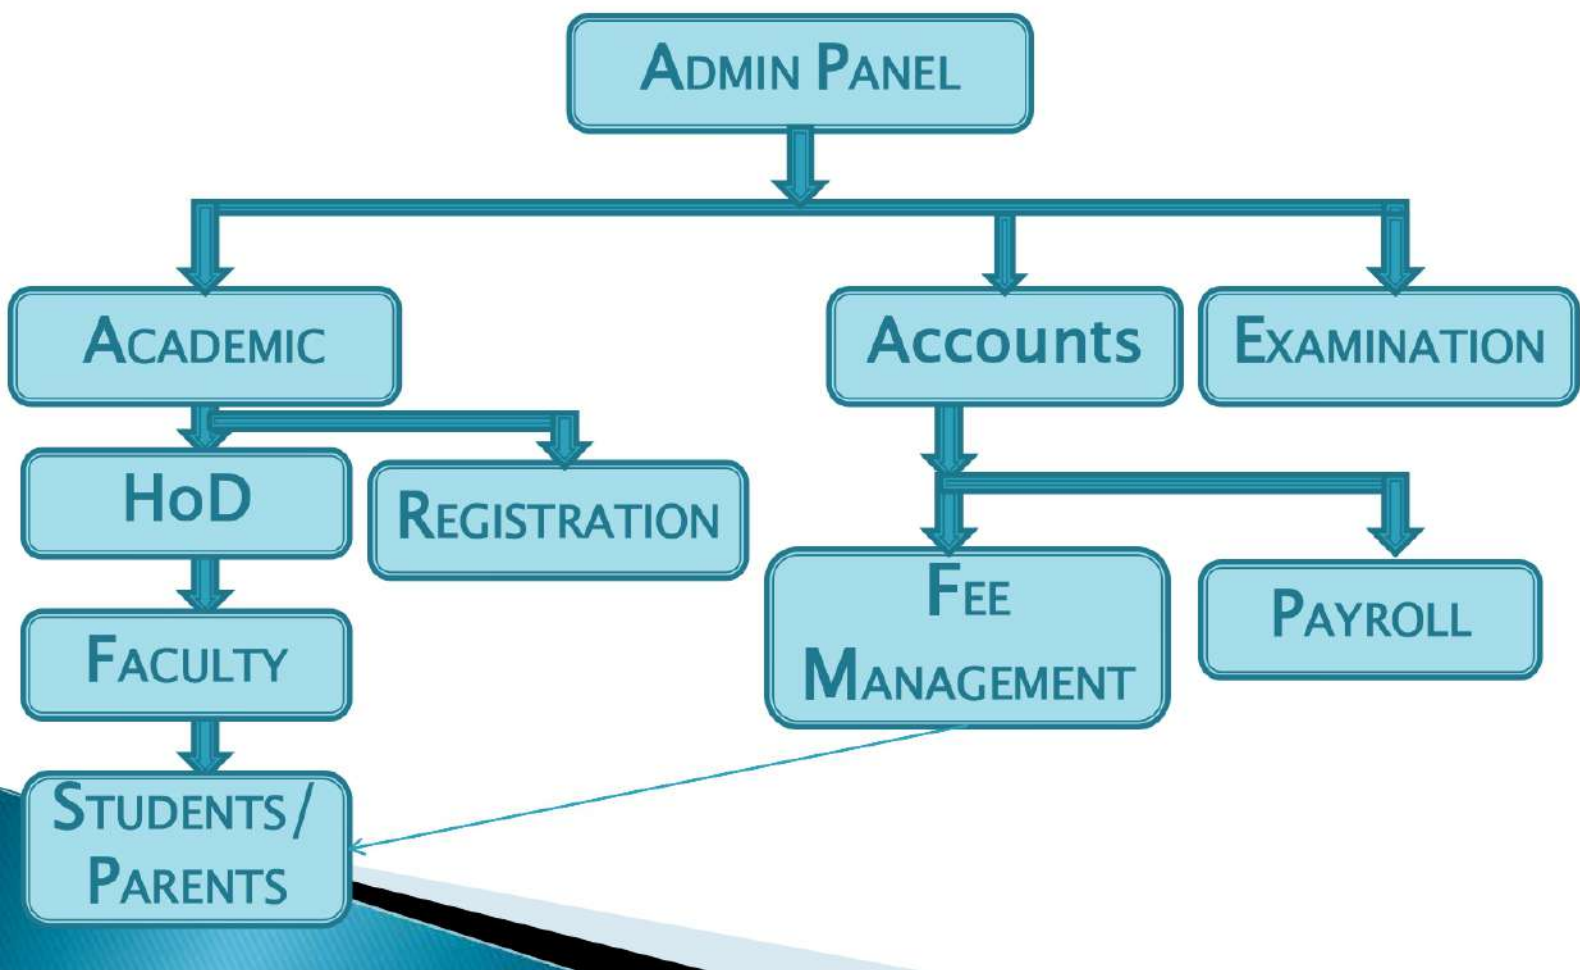 ADMIN PANEL
ACADEMIC
Accounts
EXAMINATION
HoD
REGISTRATION
FEE
MANAGEMENT
PAYROLL
FACULTY
STUDENTS/
PARENTS